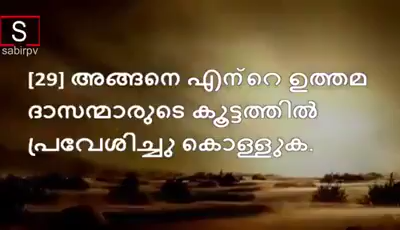 S
sabirpv
[29] അങ്ങനെ എന്‍റെ ഉത്തമ
ദാസന്മാരുടെ കൂട്ടത്തില്‍
പ്രവേശിച്ചു കൊള്ളുക.